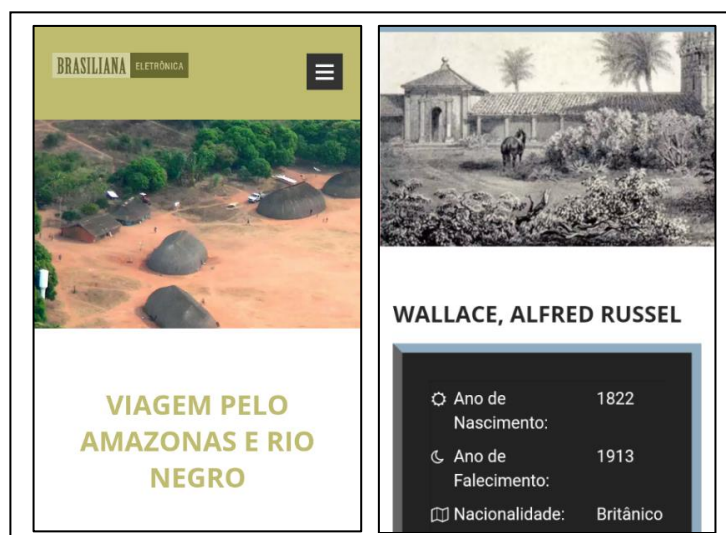 BRASILIANA ELETRÔNICA
VIAGEM PELO
AMAZONAS E RIO
NEGRO
WALLACE, ALFRED RUSSEL
Ano de 1822
Nascimento:
Ano de 1913
Falecimento:
Nacionalidade: Britânico